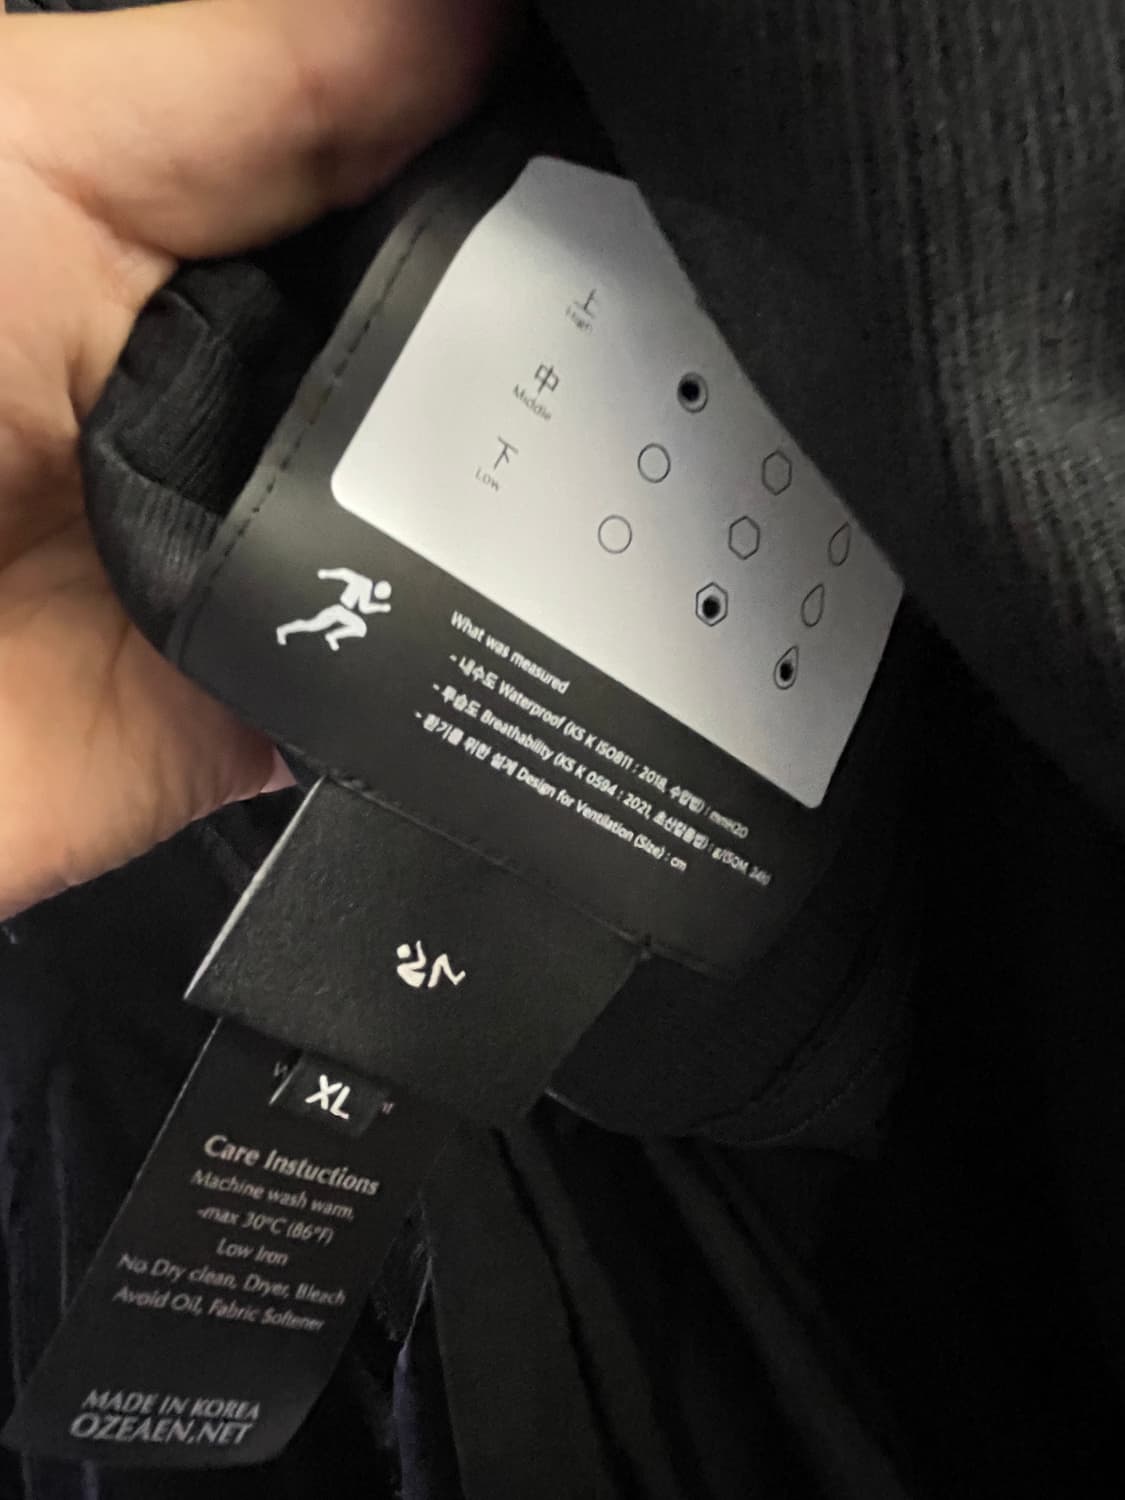 上
High
中
Middle
下
Low
What was measured
- 내수도 Waterproof (KS K ISO811 : 2018, 수압법) : mmH2O
- 투습도 Breathability (KS K 0594 : 2021, 초산칼륨법) : g/(SQM. 24h)
- 환기를 위한 설계 Design for Ventilation (Size) : cm
XL
Care Instuctions
Machine wash warm,
-max 30°C (86°F)
Low Iron
No Dry clean, Dryer, Bleach
Avoid Oil, Fabric Softener
MADE IN KOREA
OZEAEN.NET